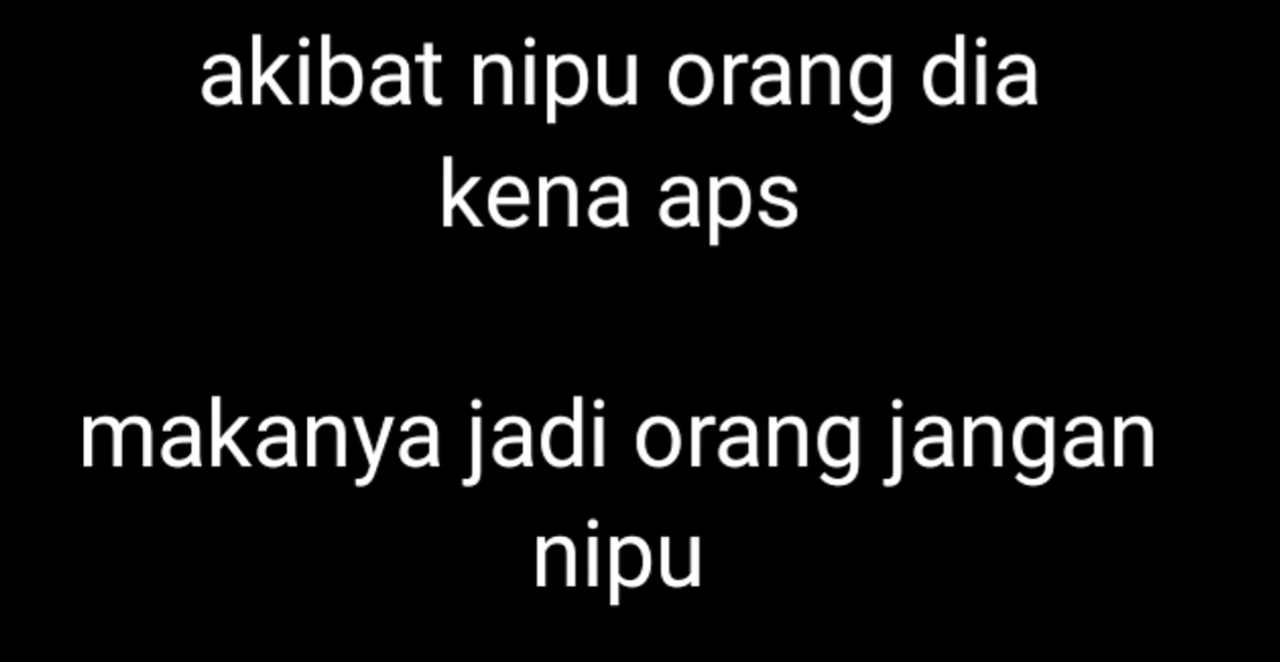 akibat nipu orang dia
kena aps
makanya jadi orang jangan
nipu